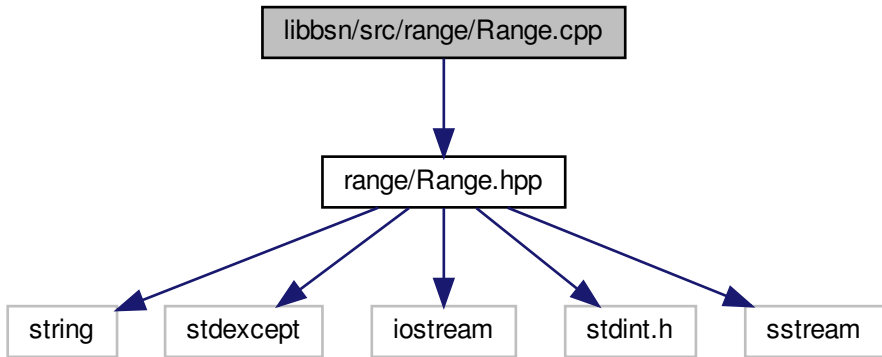 libbsn/src/range/Range.cpp
range/Range.hpp
string
stdexcept
iostream
stdint.h
sstream